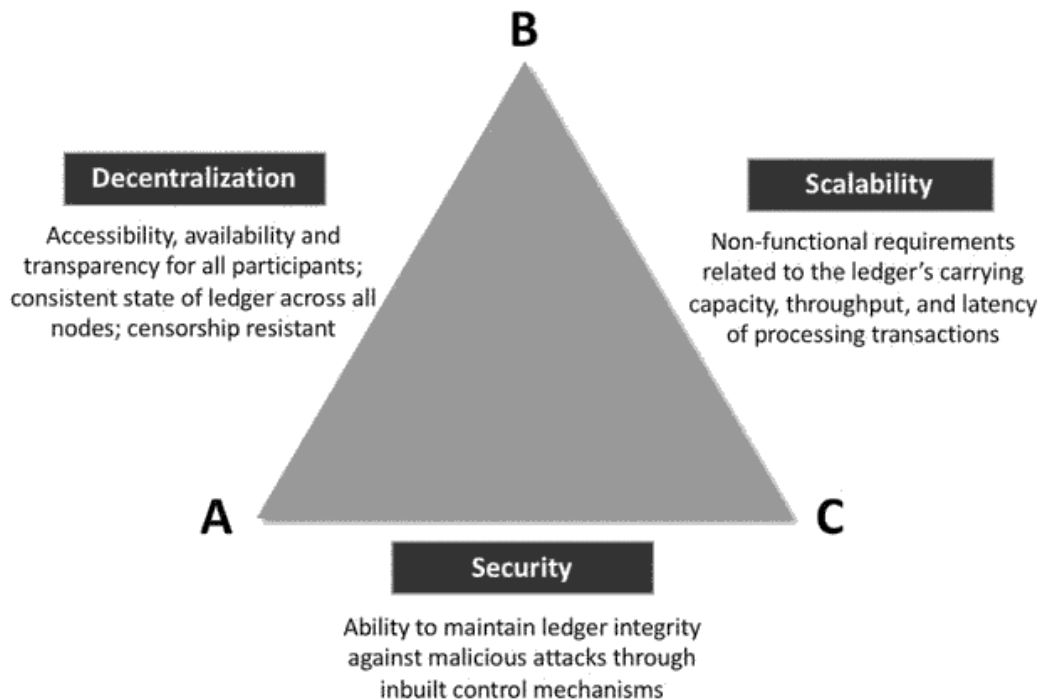 B
Decentralization
Accessibility, availability and
transparency for all participants;
consistent state of ledger across all
nodes; censorship resistant
Scalability
Non-functional requirements
related to the ledger's carrying
capacity, throughput, and latency
of processing transactions
A
C
Security
Ability to maintain ledger integrity
against malicious attacks through
inbuilt control mechanisms